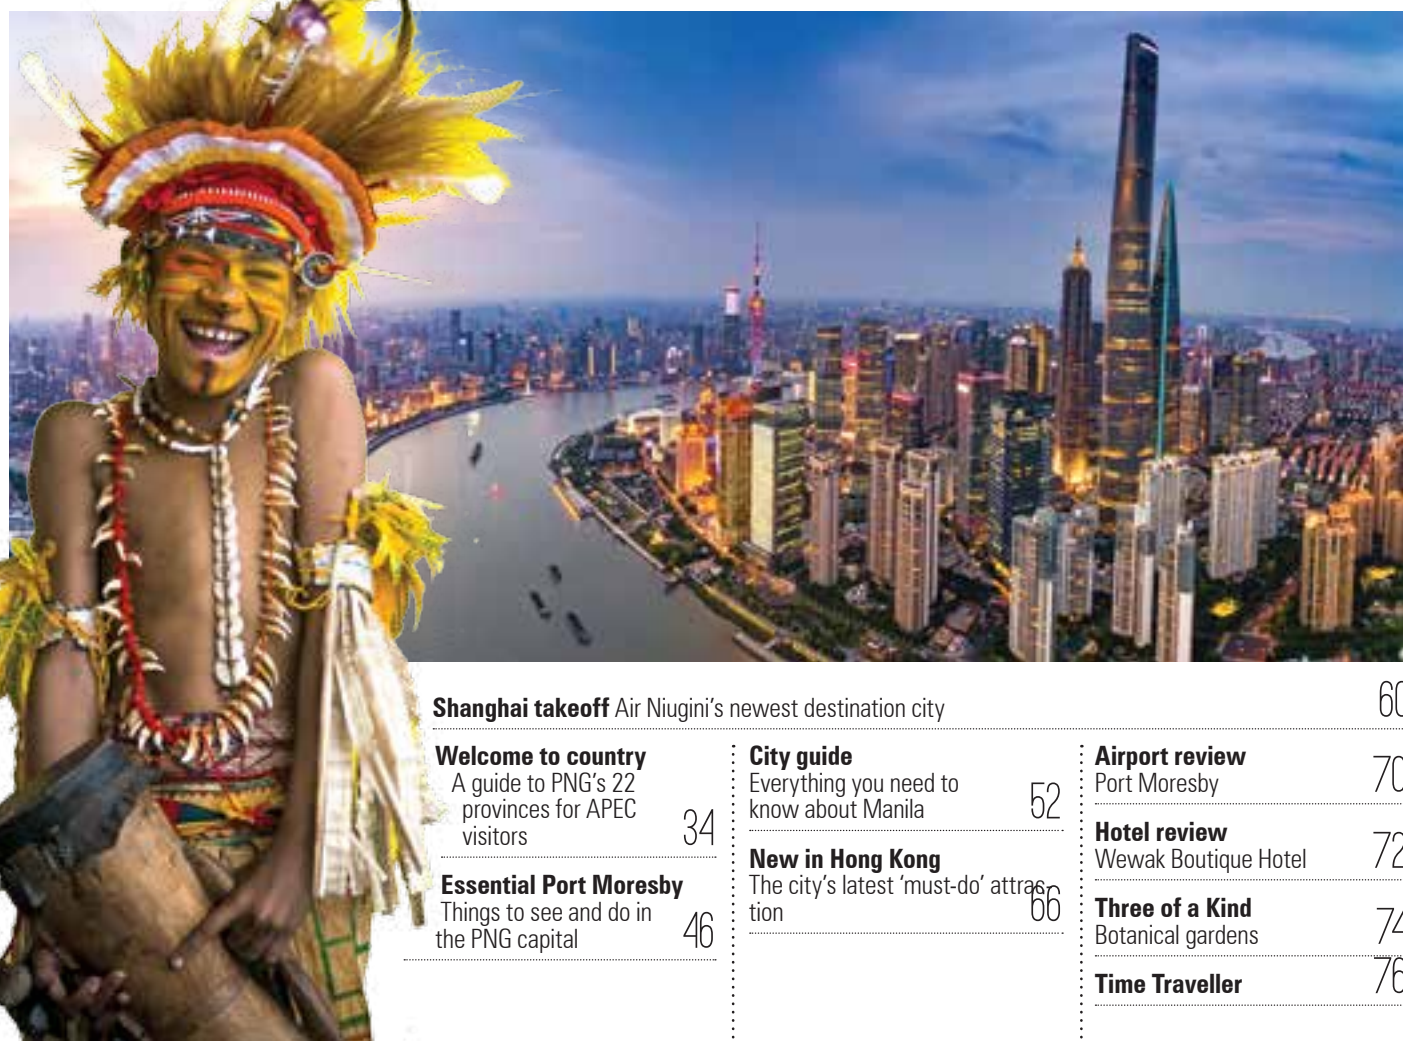 Shanghai takeoff Air Niugini's newest destination city 60
Welcome to country
A guide to PNG's 22
provinces for APEC
visitors 34
Essential Port Moresby
Things to see and do in
the PNG capital 46
City guide
Everything you need to
know about Manila 52
New in Hong Kong
The city's latest ‘must-do’ attrac-
tion 66
Airport review
Port Moresby 70
Hotel review
Wewak Boutique Hotel 72
Three of a Kind
Botanical gardens 74
Time Traveller 76